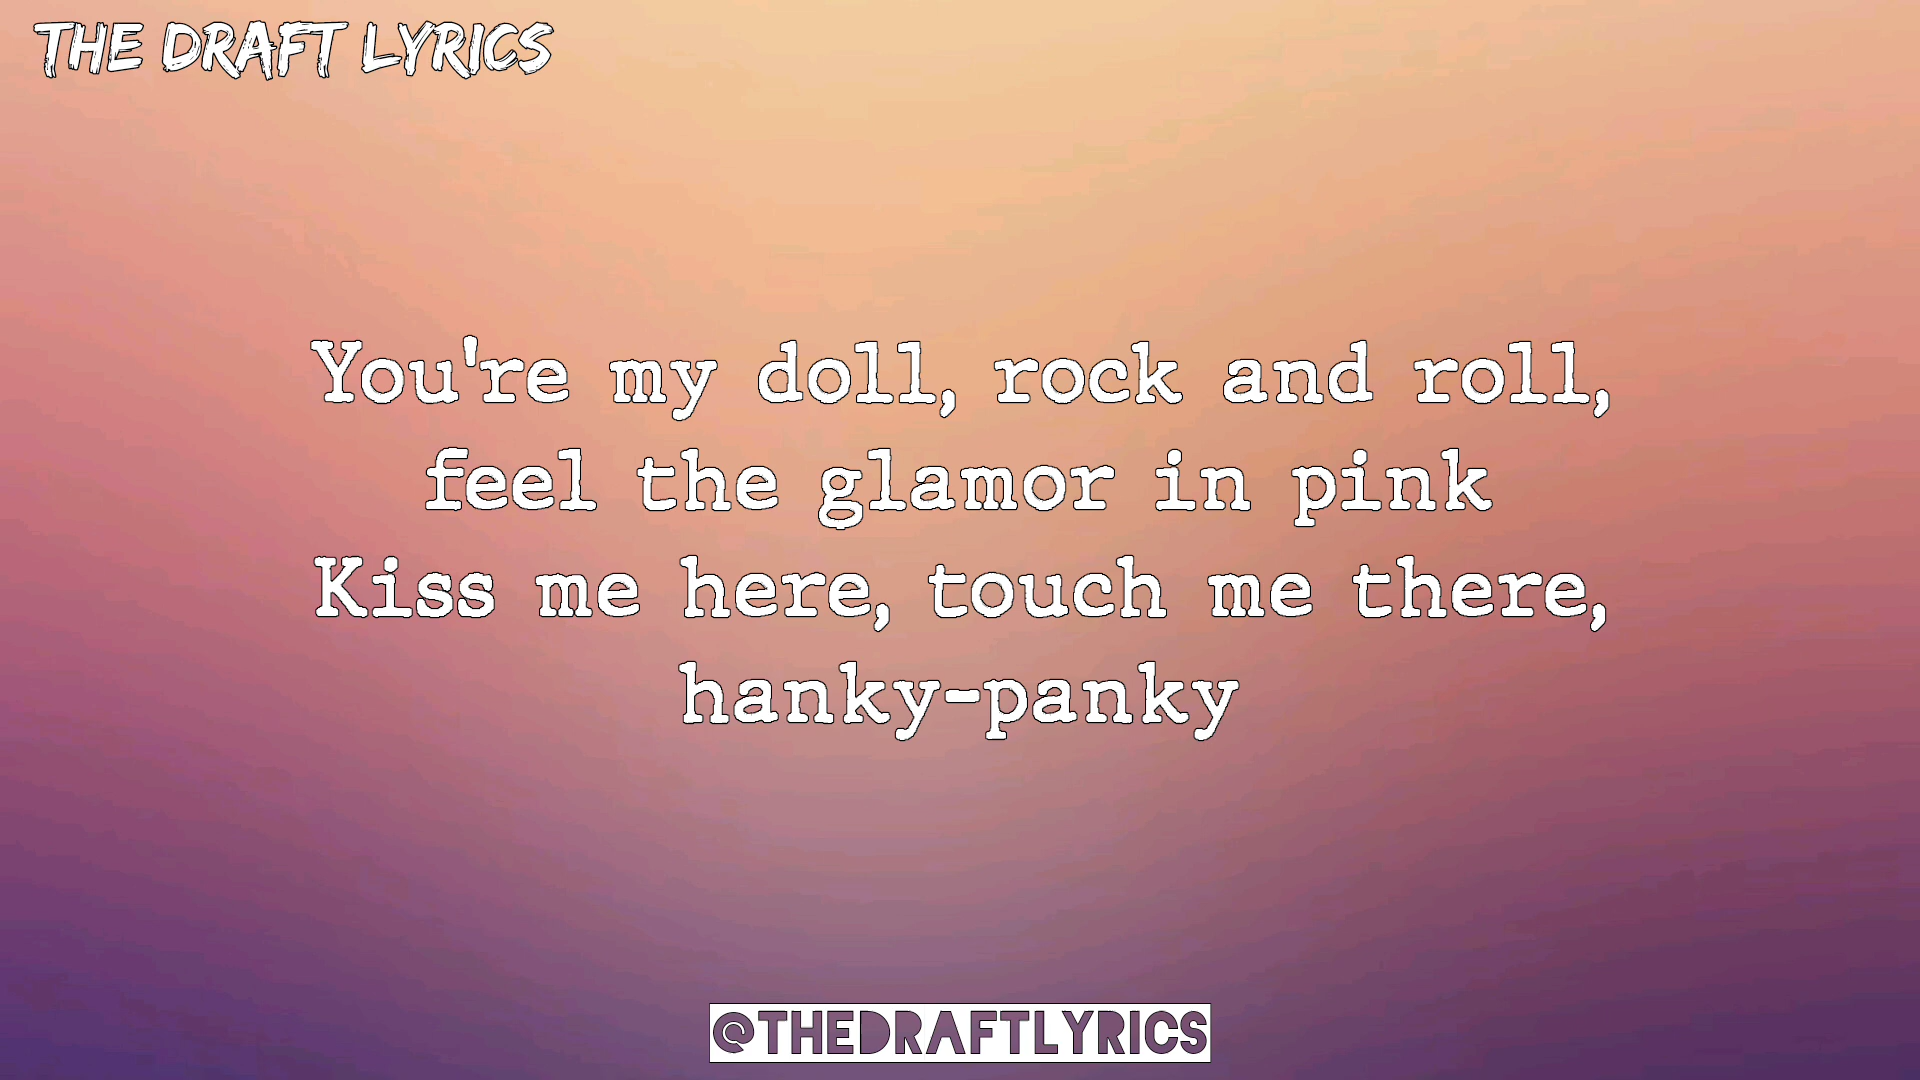 THE DRAFT LYRICS
You're my doll, rock and roll,
feel the glamor in pink
Kiss me here, touch me there,
hanky-panky
@THEDRAFTLYRICS